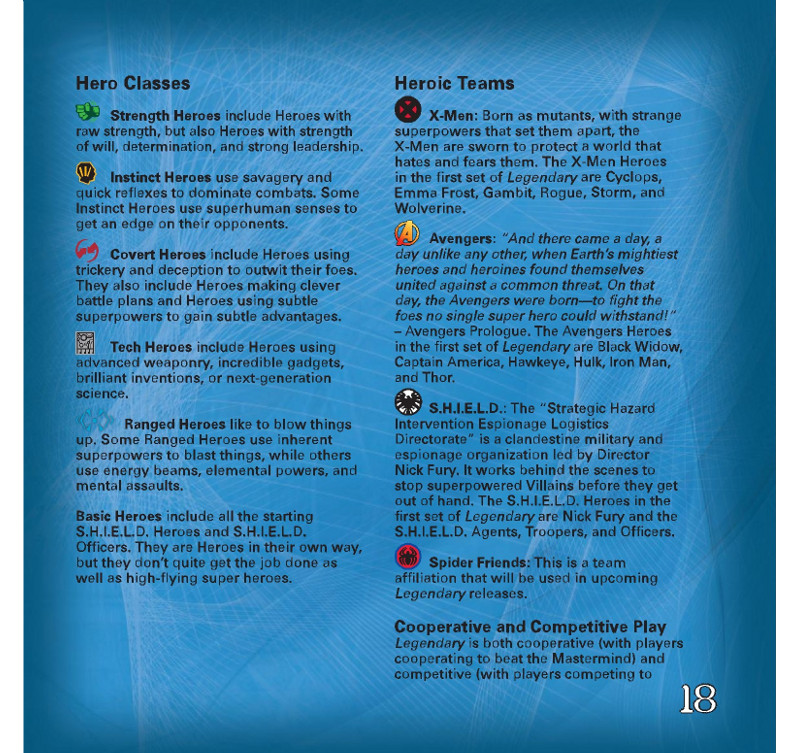 Hero Classes
Strength Heroes include Heroes with
raw strength, but also Heroes with strength
of will, determination, and strong leadership.
Instinct Heroes use savagery and
quick reflexes to dominate combats. Some
Instinct Heroes use superhuman senses to
get an edge on their opponents.
Covert Heroes include Heroes using
trickery and deception to outwit their foes.
They also include Heroes making clever
battle plans and Heroes using subtle
superpowers to gain subtle advantages.
Tech Heroes include Heroes using
advanced weaponry, incredible gadgets,
brilliant inventions, or next-generation
science.
Ranged Heroes like to blow things
up. Some Ranged Heroes use inherent
superpowers to blast things, while others
use energy beams, elemental powers, and
mental assaults.
Basic Heroes include all the starting
S.H.I.E.L.D. Heroes and S.H.I.E.L.D.
Officers. They are Heroes in their own way,
but they don't quite get the job done as
well as high-flying super heroes.
Heroic Teams
X-Men: Born as mutants, with strange
superpowers that set them apart, the
X-Men are sworn to protect a world that
hates and fears them. The X-Men Heroes
in the first set of Legendary are Cyclops,
Emma Frost, Gambit, Rogue, Storm, and
Wolverine.
Avengers: "And there came a day, a
day unlike any other, when Earth's mightiest
heroes and heroines found themselves
united against a common threat. On that
day, the Avengers were born—to fight the
foes no single super hero could withstand!"
– Avengers Prologue. The Avengers Heroes
in the first set of Legendary are Black Widow,
Captain America, Hawkeye, Hulk, Iron Man,
and Thor.
S.H.I.E.L.D.: The "Strategic Hazard
Intervention Espionage Logistics
Directorate" is a clandestine military and
espionage organization led by Director
Nick Fury. It works behind the scenes to
stop superpowered Villains before they get
out of hand. The S.H.I.E.L.D. Heroes in the
first set of Legendary are Nick Fury and the
S.H.I.E.L.D. Agents, Troopers, and Officers.
Spider Friends: This is a team
affiliation that will be used in upcoming
Legendary releases.
Cooperative and Competitive Play
Legendary is both cooperative (with players
cooperating to beat the Mastermind) and
competitive (with players competing to
18